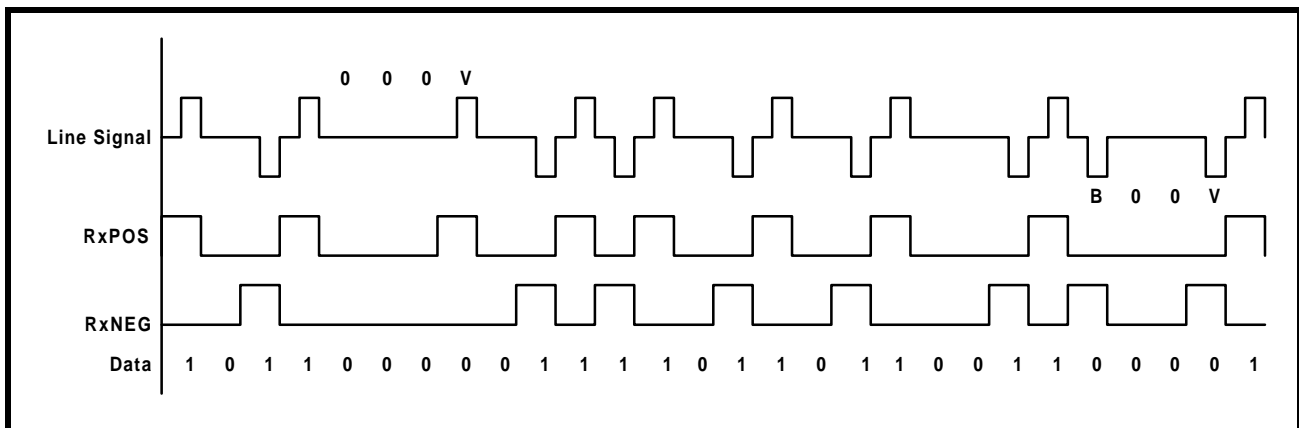 0 0 0 V
Line Signal
B 0 0 V
RxPOS
RxNEG
Data 1 0 1 1 0 0 0 0 0 1 1 1 1 0 1 1 0 1 1 0 0 1 1 0 0 0 0 1